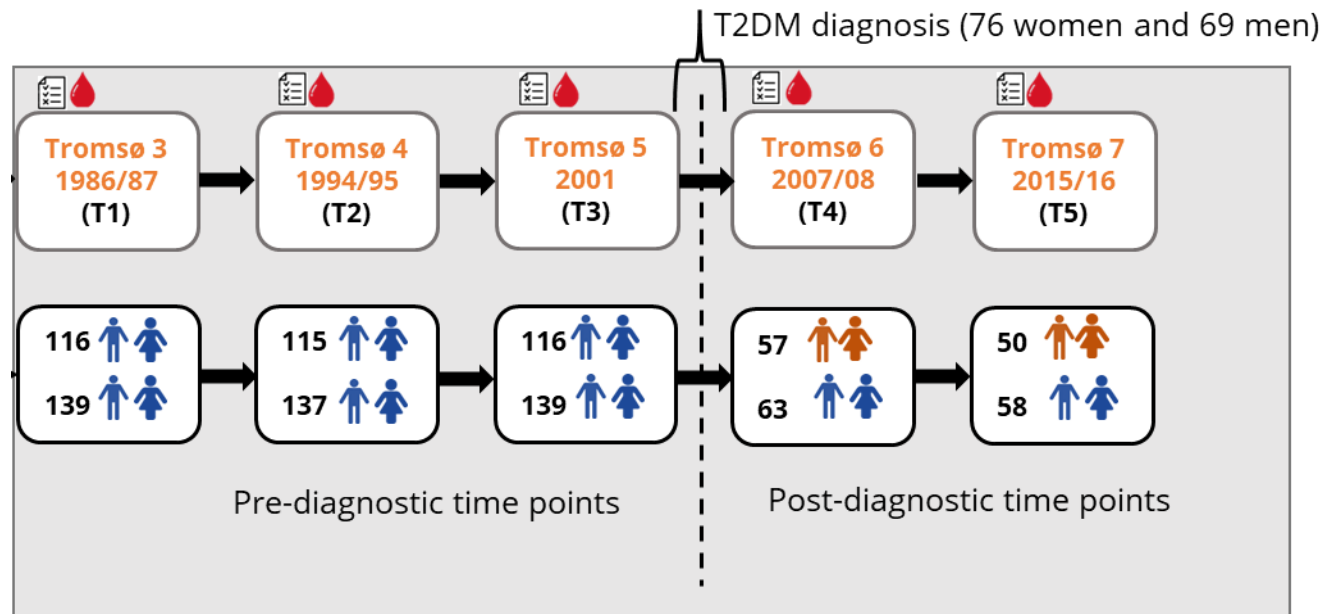 T2DM diagnosis (76 women and 69 men)
Tromsø 3
1986/87
(T1)
Tromsø 4
1994/95
(T2)
Tromsø 5
2001
(T3)
Tromsø 6
2007/08
(T4)
Tromsø 7
2015/16
(T5)
116
139
115
137
116
139
57
63
50
58
Pre-diagnostic time points
Post-diagnostic time points